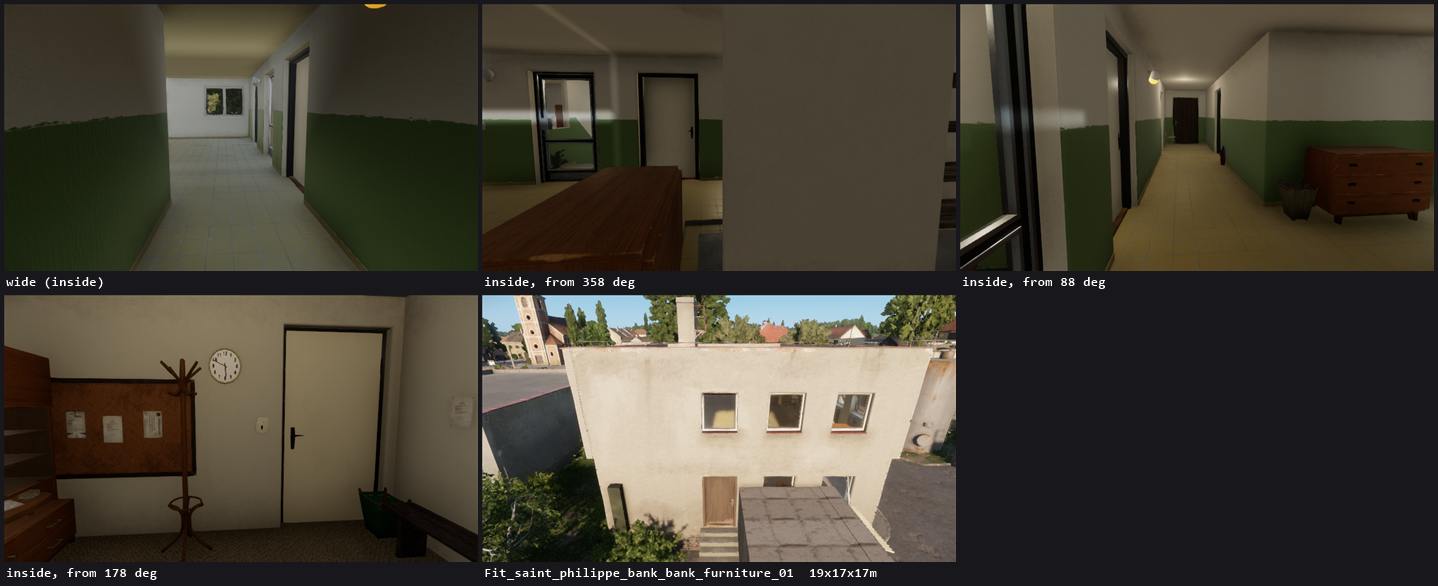 wide (inside)
inside, from 358 deg
inside, from 88 deg
inside, from 178 deg
Fit_saint_philippe_bank_bank_furniture_01  19x17x17m